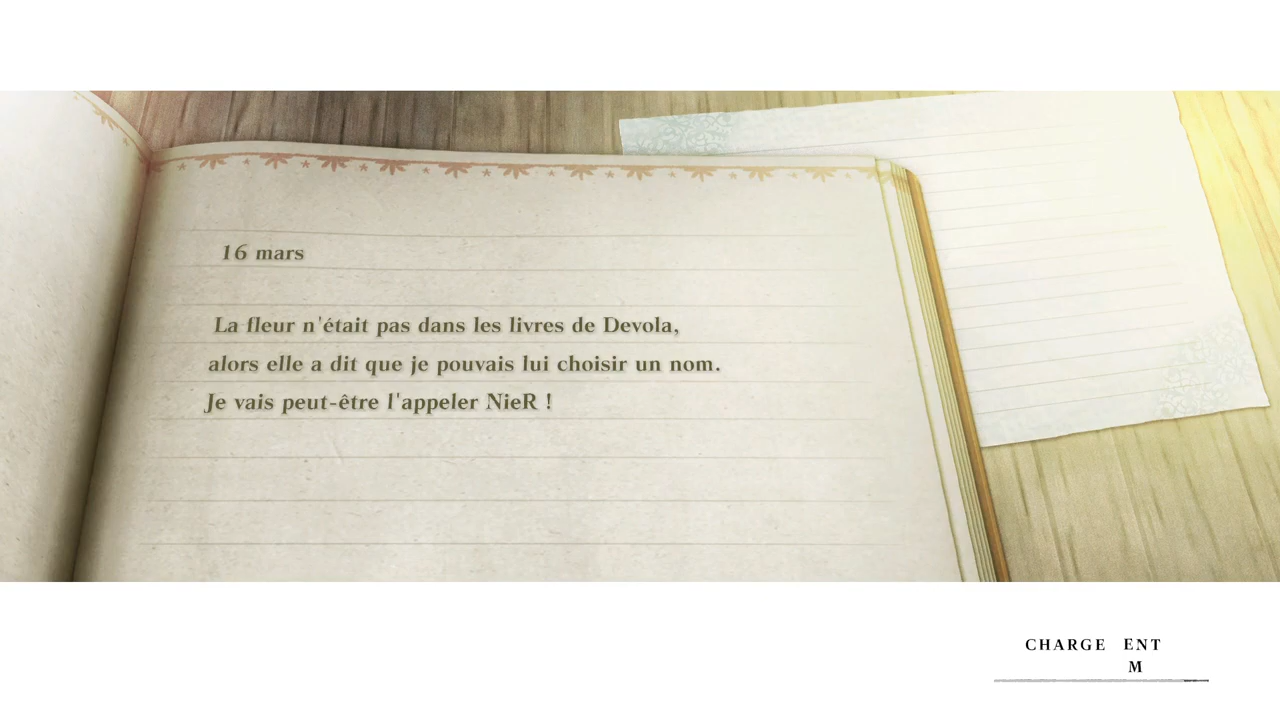 16 mars
La fleur n'était pas dans les livres de Devola,
alors elle a dit que je pouvais lui choisir un nom.
Je vais peut-être l'appeler NieR !
CHARGE ENT
M